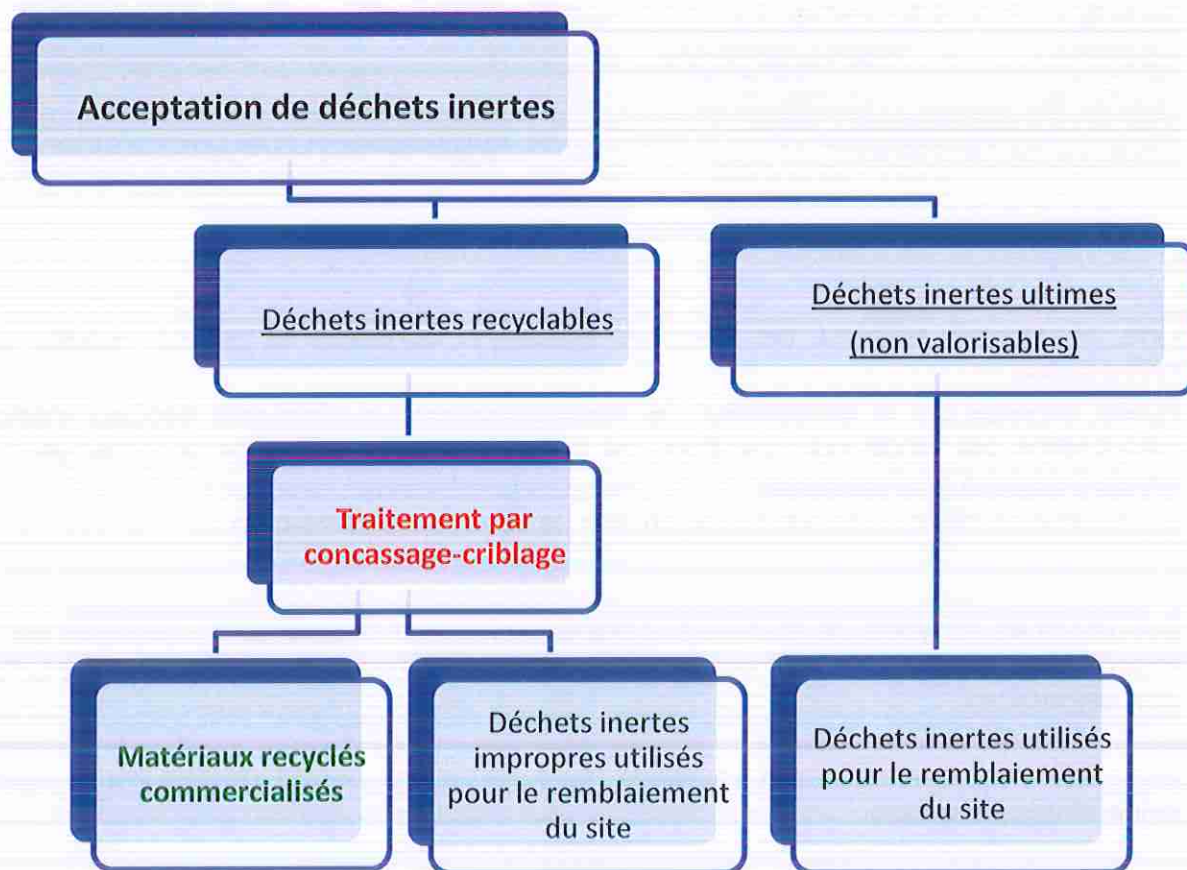 Acceptation de déchets inertes
Déchets inertes recyclables
Déchets inertes ultimes
(non valorisables)
Traitement par
concassage-criblage
Matériaux recyclés
commercialisés
Déchets inertes
impropres utilisés
pour le remblaiement
du site
Déchets inertes utilisés
pour le remblaiement
du site